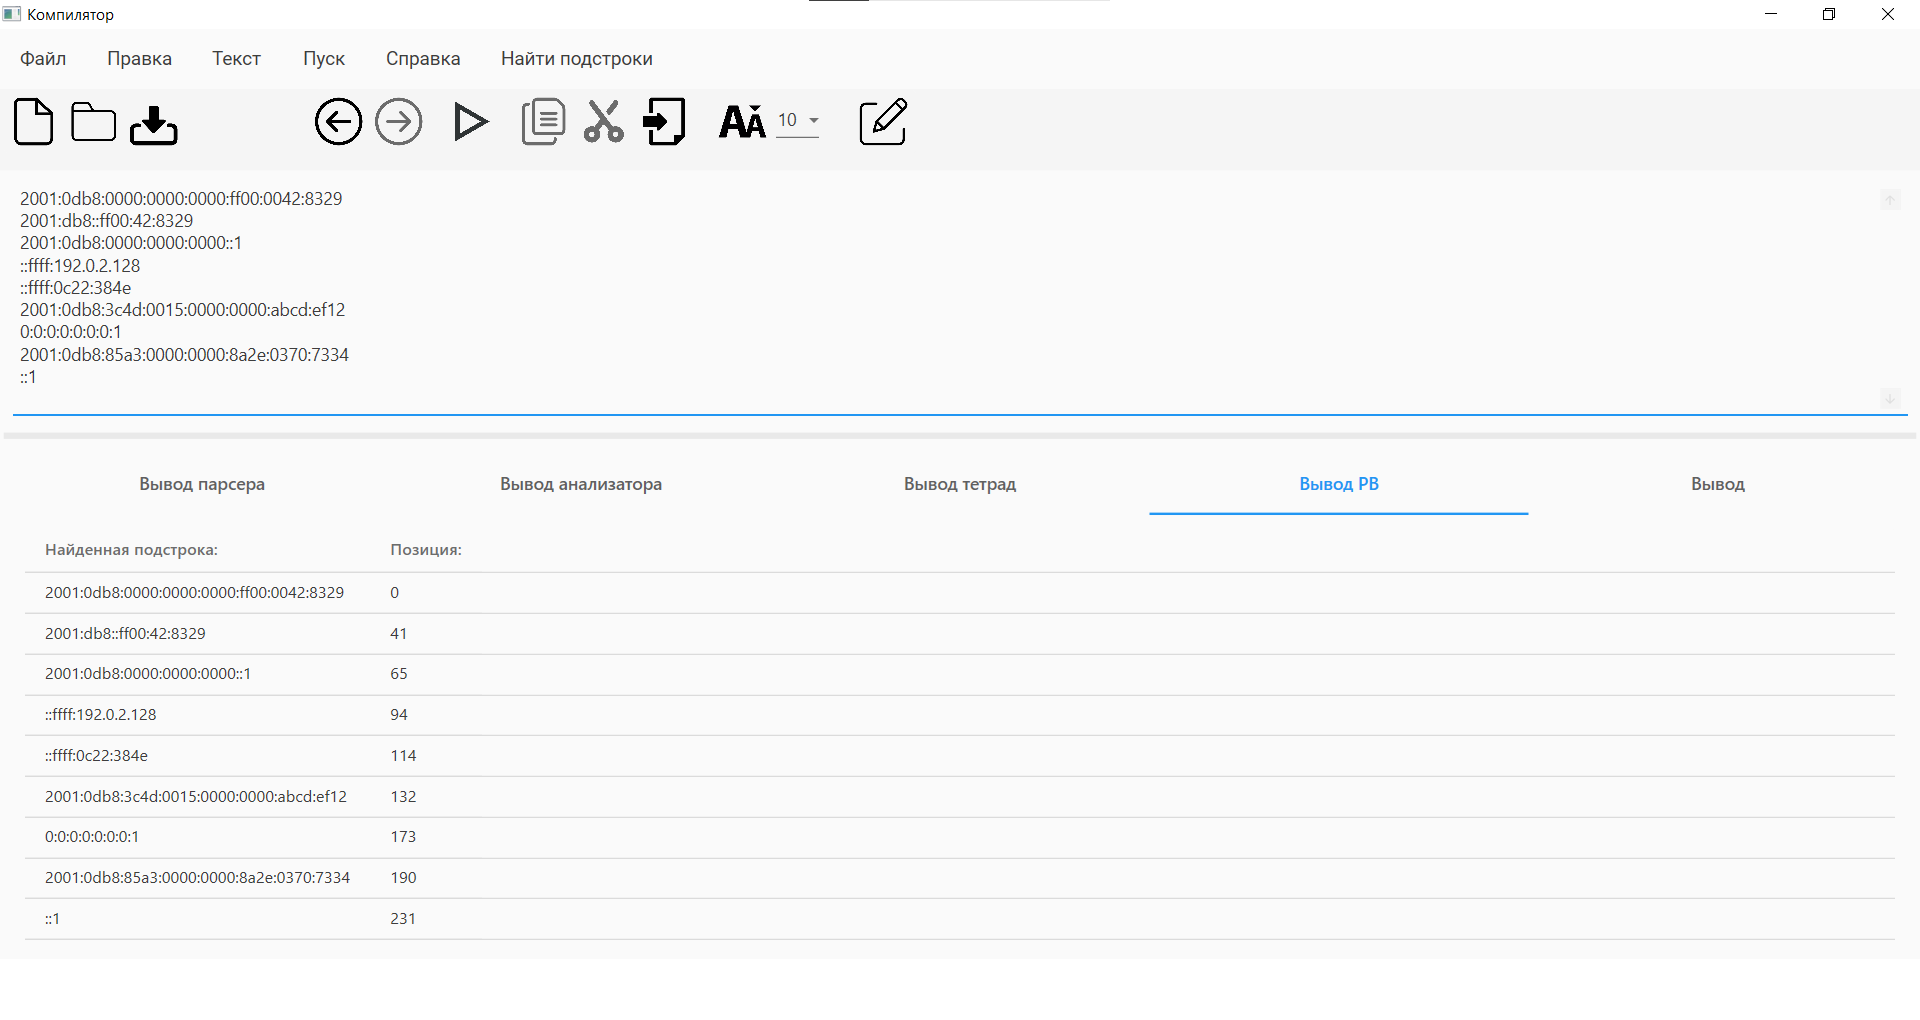 Компилятор
Файл Правка Текст Пуск Справка Найти подстроки
AA 10
2001:0db8:0000:0000:0000:ff00:0042:8329
2001:db8::ff00:42:8329
2001:0db8:0000:0000:0000::1
::ffff:192.0.2.128
::ffff:0c22:384e
2001:0db8:3c4d:0015:0000:0000:abcd:ef12
0:0:0:0:0:0:0:1
2001:0db8:85a3:0000:0000:8a2e:0370:7334
::1
Вывод парсера Вывод анализатора Вывод тетрад Вывод РВ Вывод
Найденная подстрока: Позиция:
2001:0db8:0000:0000:0000:ff00:0042:8329 0
2001:db8::ff00:42:8329 41
2001:0db8:0000:0000:0000::1 65
::ffff:192.0.2.128 94
::ffff:0c22:384e 114
2001:0db8:3c4d:0015:0000:0000:abcd:ef12 132
0:0:0:0:0:0:0:1 173
2001:0db8:85a3:0000:0000:8a2e:0370:7334 190
::1 231